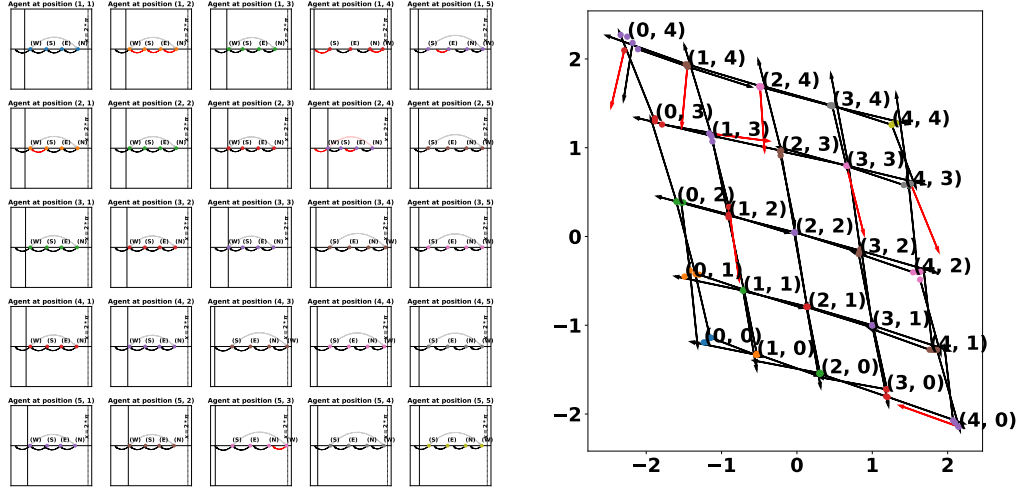 Agent at position (1, 1) Agent at position (1, 2) Agent at position (1, 3) Agent at position (1, 4) Agent at position (1, 5)
(W) (S) (E) (N) (W) (S) (E) (N) (W) (S) (E) (N) (S) (E) (N) (W) (S) (E) (N) (W)
Agent at position (2, 1) Agent at position (2, 2) Agent at position (2, 3) Agent at position (2, 4) Agent at position (2, 5)
(W) (S) (E) (N) (W) (S) (E) (N) (W) (S) (E) (N) (W) (S) (E) (N) (S) (E) (N) (W)
Agent at position (3, 1) Agent at position (3, 2) Agent at position (3, 3) Agent at position (3, 4) Agent at position (3, 5)
(W) (S) (E) (N) (W) (S) (E) (N) (W) (S) (E) (N) (S) (E) (N) (W) (S) (E) (N) (W)
Agent at position (4, 1) Agent at position (4, 2) Agent at position (4, 3) Agent at position (4, 4) Agent at position (4, 5)
(W) (S) (E) (N) (W) (S) (E) (N) (S) (E) (N) (W) (S) (E) (N) (W) (S) (E) (N) (W)
Agent at position (5, 1) Agent at position (5, 2) Agent at position (5, 3) Agent at position (5, 4) Agent at position (5, 5)
(W) (S) (E) (N) (W) (S) (E) (N) (S) (E) (N) (W) (S) (E) (N) (W) (S) (E) (N) (W)
(0, 4)
(1, 4)
(2, 4)
(3, 4)
(4, 4)
(0, 3)
(1, 3)
(2, 3)
(3, 3)
(4, 3)
(0, 2)
(1, 2)
(2, 2)
(3, 2)
(4, 2)
(0, 1)
(1, 1)
(2, 1)
(3, 1)
(4, 1)
(0, 0)
(1, 0)
(2, 0)
(3, 0)
(4, 0)
2
1
0
−1
−2
−2 −1 0 1 2